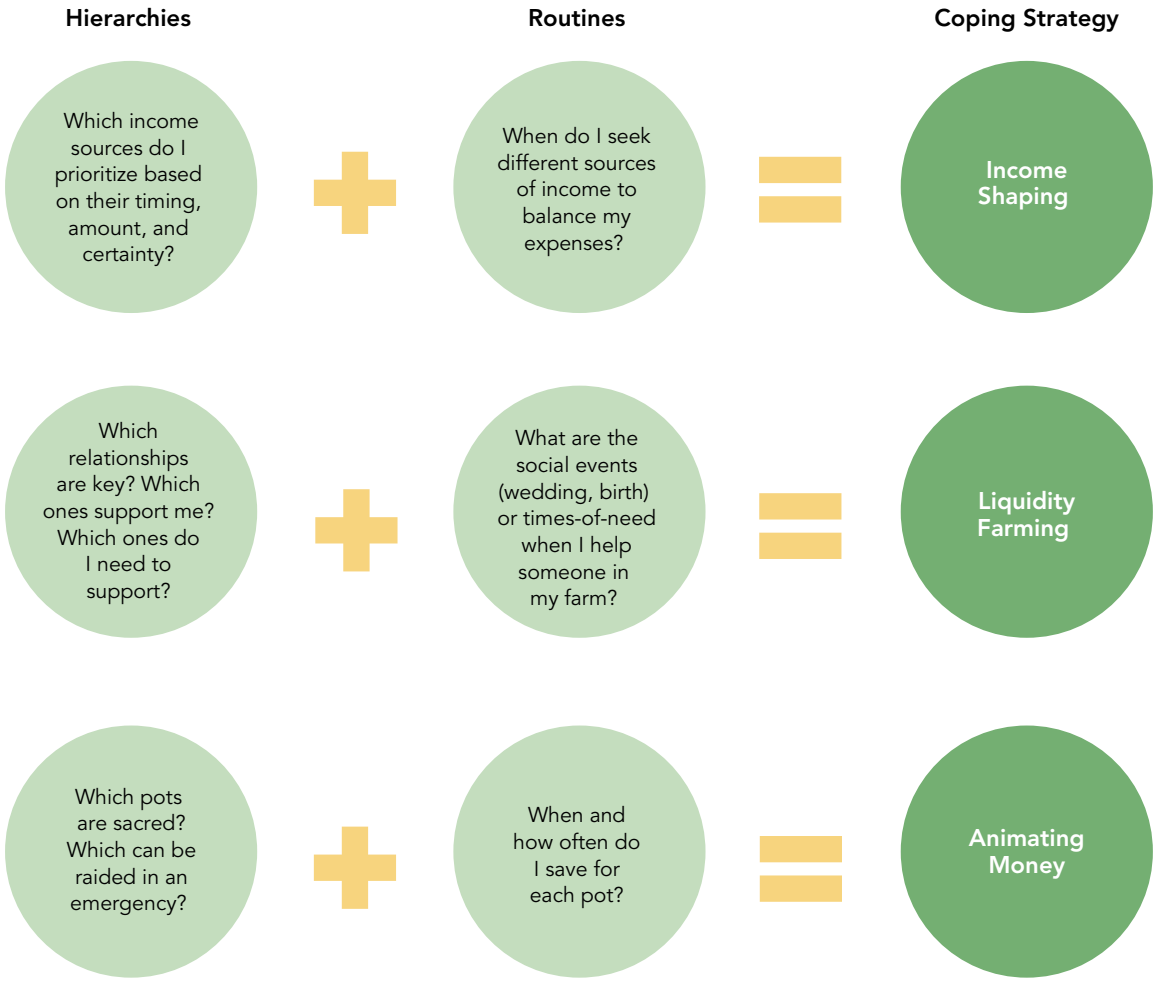 Hierarchies
Routines
Coping Strategy
Which income
sources do I
prioritize based
on their timing,
amount, and
certainty?
When do I seek
different sources
of income to
balance my
expenses?
Income
Shaping
Which
relationships
are key? Which
ones support me?
Which ones do
I need to
support?
What are the
social events
(wedding, birth)
or times-of-need
when I help
someone in
my farm?
Liquidity
Farming
Which pots
are sacred?
Which can be
raided in an
emergency?
When and
how often do
I save for
each pot?
Animating
Money